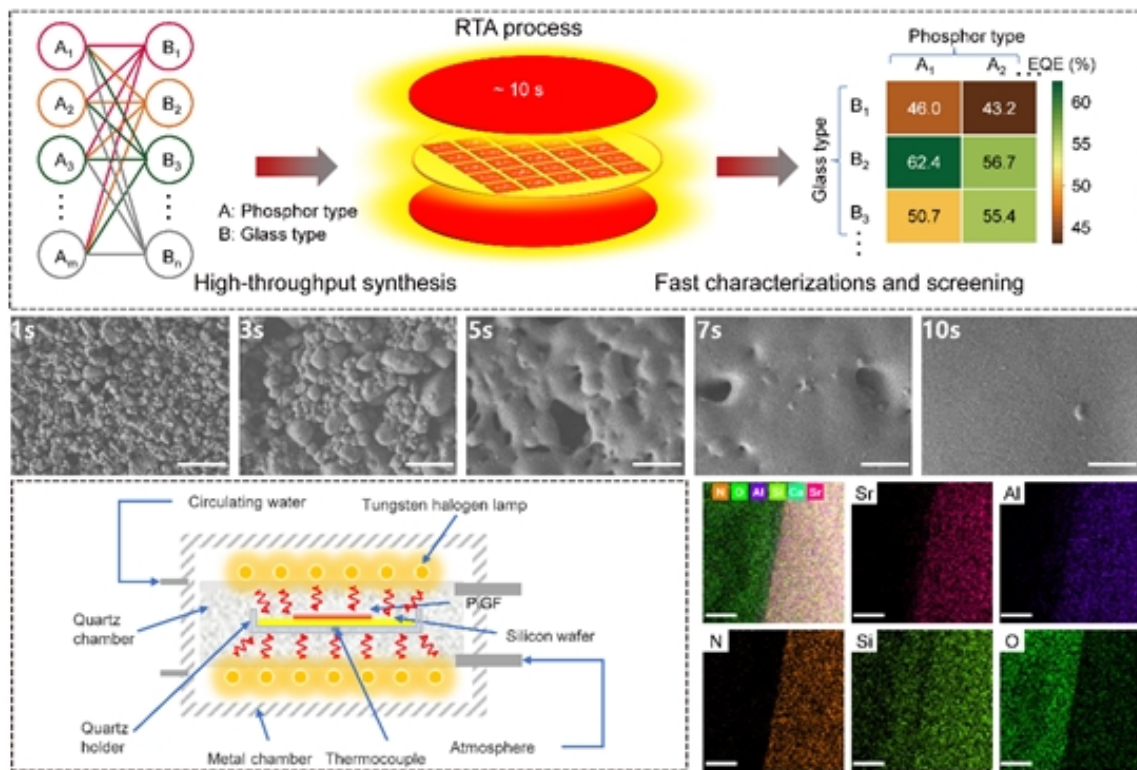 RTA process
A1
A2
A3
Am
B1
B2
B3
Bn
~ 10 s
A: Phosphor type
B: Glass type
Phosphor type
A1 A2 EQE (%)
Glass type
B1 46.0 43.2
B2 62.4 56.7
B3 50.7 55.4
60
55
50
45
High-throughput synthesis
Fast characterizations and screening
1s 3s 5s 7s 10s
Circulating water
Tungsten halogen lamp
PiGF
Silicon wafer
Quartz
chamber
Quartz
holder
Metal chamber
Thermocouple
Atmosphere
N O Al Si Ca Sr
Sr
Al
N
Si
O